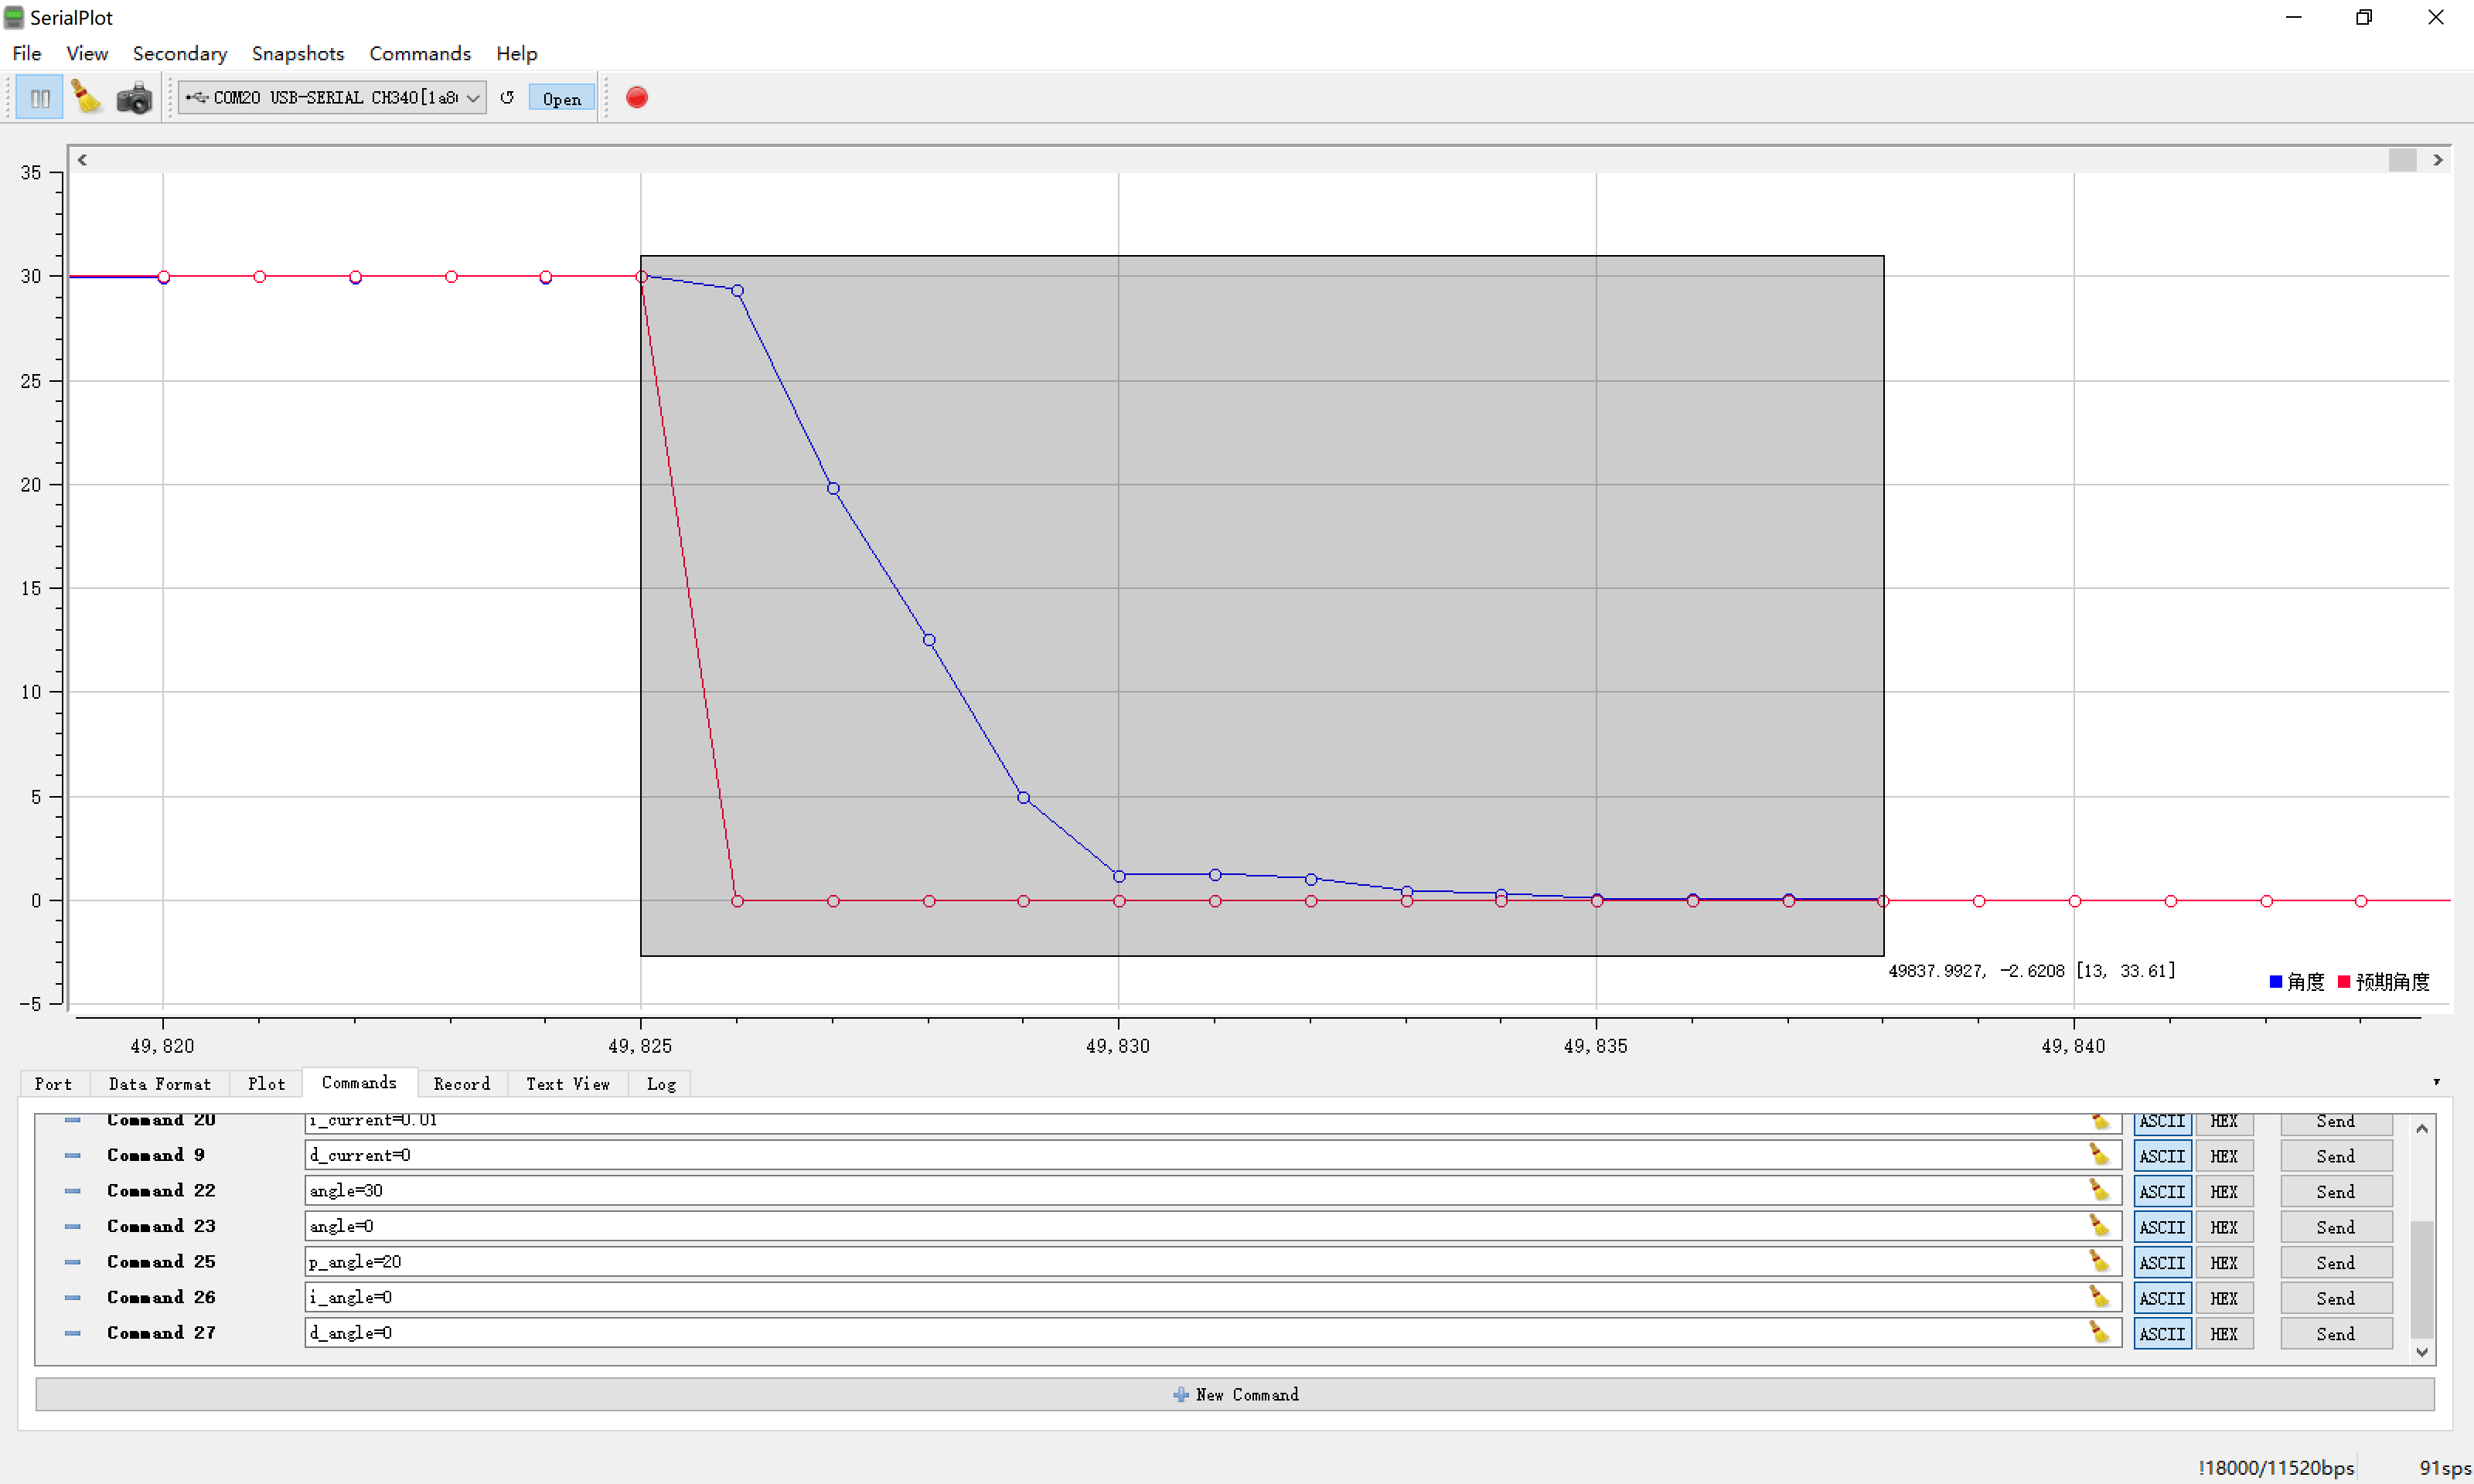 SerialPlot
File View Secondary Snapshots Commands Help
COM20 USB-SERIAL CH340[1a8 Open
35
30
25
20
15
10
5
0
-5
49837.9927, -2.6208 [13, 33.61]
角度 预期角度
49,820 49,825 49,830 49,835 49,840
Port Data Format Plot Commands Record Text View Log
Command 20 i_current=0.01 ASCII HEX Send
Command 9 d_current=0 ASCII HEX Send
Command 22 angle=30 ASCII HEX Send
Command 23 angle=0 ASCII HEX Send
Command 25 p_angle=20 ASCII HEX Send
Command 26 i_angle=0 ASCII HEX Send
Command 27 d_angle=0 ASCII HEX Send
New Command
!18000/11520bps 91sps